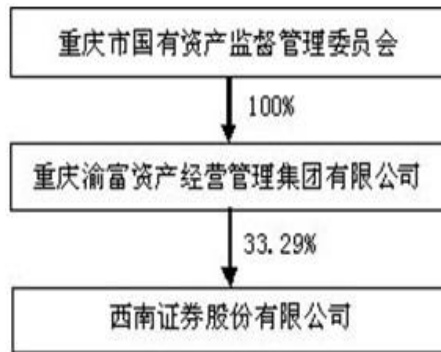 重庆市国有资产监督管理委员会
100%
重庆渝富资产经营管理集团有限公司
33.29%
西南证券股份有限公司